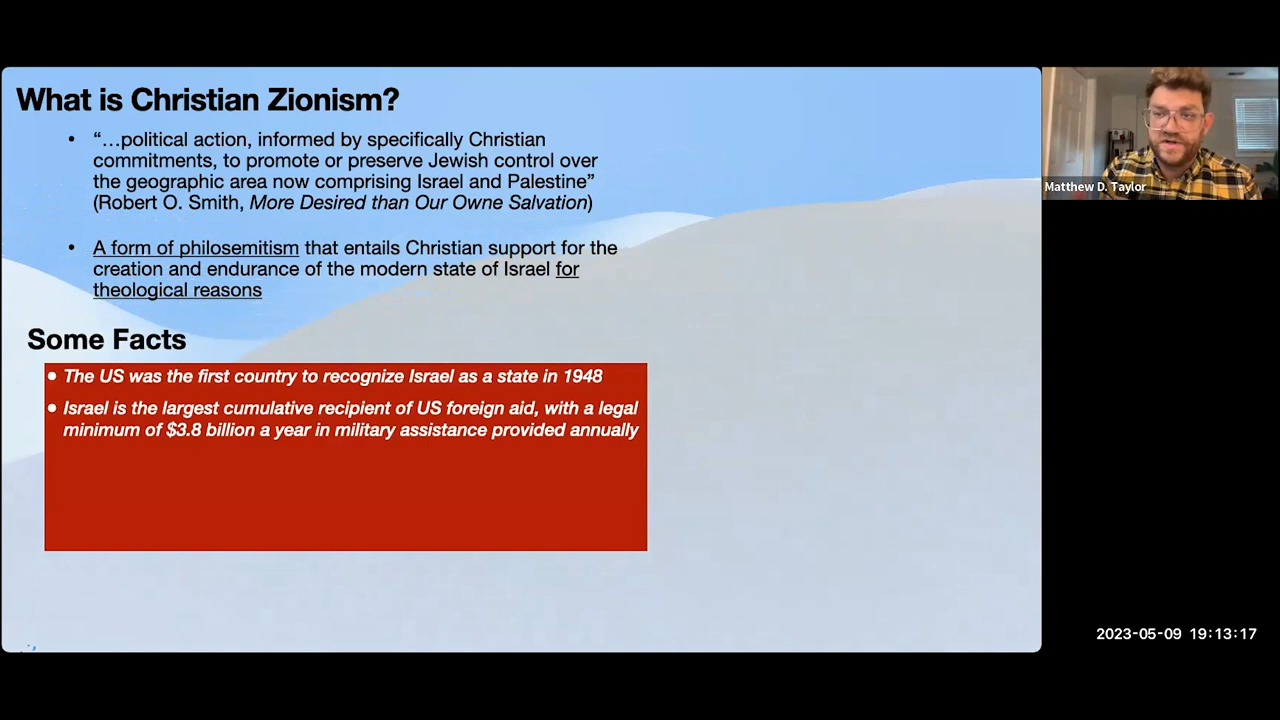 What is Christian Zionism?
• “…political action, informed by specifically Christian
commitments, to promote or preserve Jewish control over
the geographic area now comprising Israel and Palestine”
(Robert O. Smith, More Desired than Our Owne Salvation)
• A form of philosemitism that entails Christian support for the
creation and endurance of the modern state of Israel for
theological reasons
Some Facts
• The US was the first country to recognize Israel as a state in 1948
• Israel is the largest cumulative recipient of US foreign aid, with a legal
minimum of $3.8 billion a year in military assistance provided annually
Matthew D. Taylor
2023-05-09 19:13:17